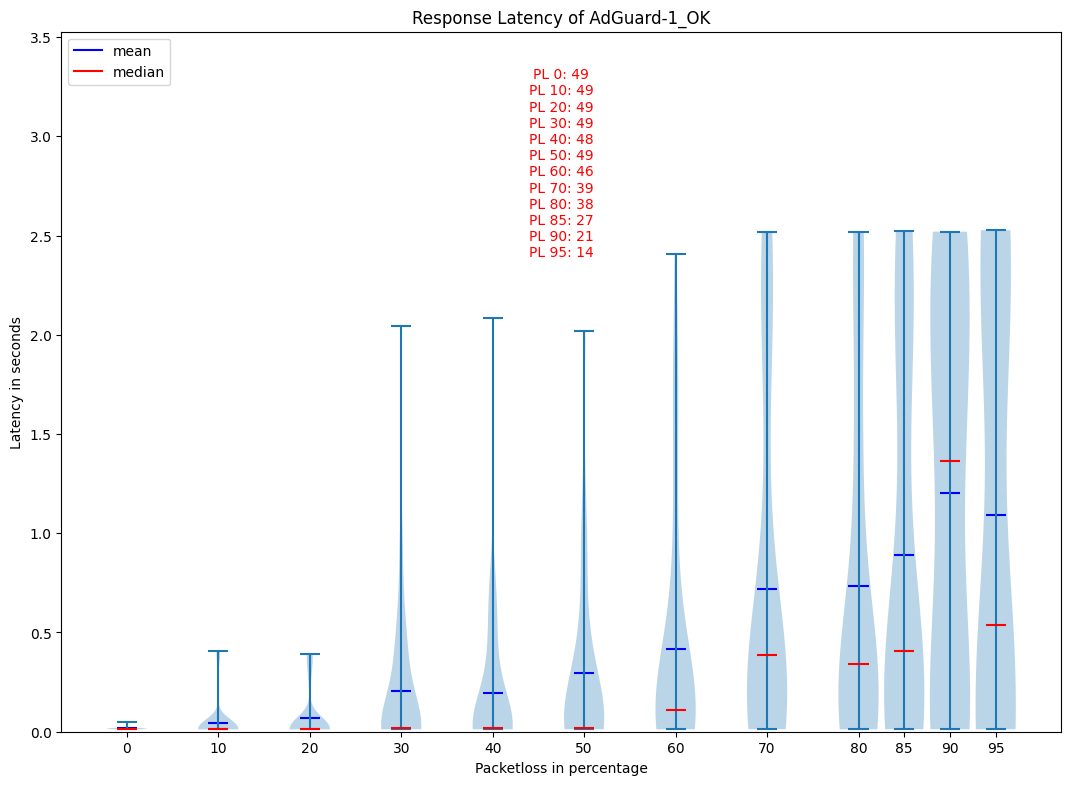 Response Latency of AdGuard-1_OK
mean
median
PL 0: 49
PL 10: 49
PL 20: 49
PL 30: 49
PL 40: 48
PL 50: 49
PL 60: 46
PL 70: 39
PL 80: 38
PL 85: 27
PL 90: 21
PL 95: 14
Latency in seconds
3.5
3.0
2.5
2.0
1.5
1.0
0.5
0.0
0 10 20 30 40 50 60 70 80 85 90 95
Packetloss in percentage